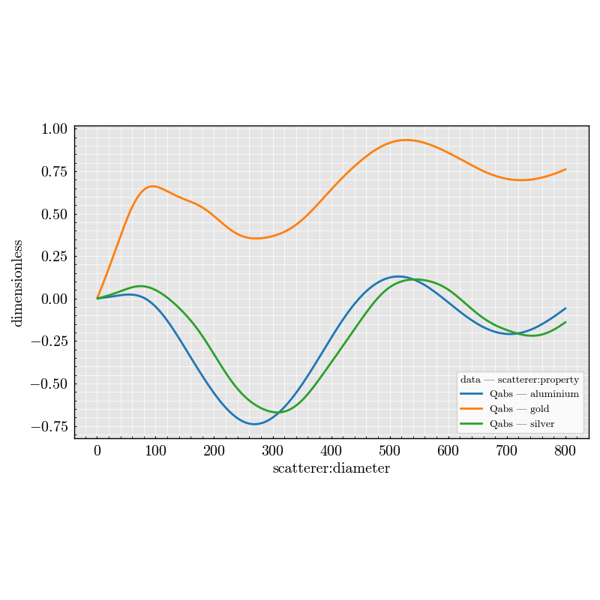 1.00
0.75
0.50
0.25
0.00
−0.25
−0.50
−0.75
dimensionless
0 100 200 300 400 500 600 700 800
scatterer:diameter
data — scatterer:property
Qabs — aluminium
Qabs — gold
Qabs — silver